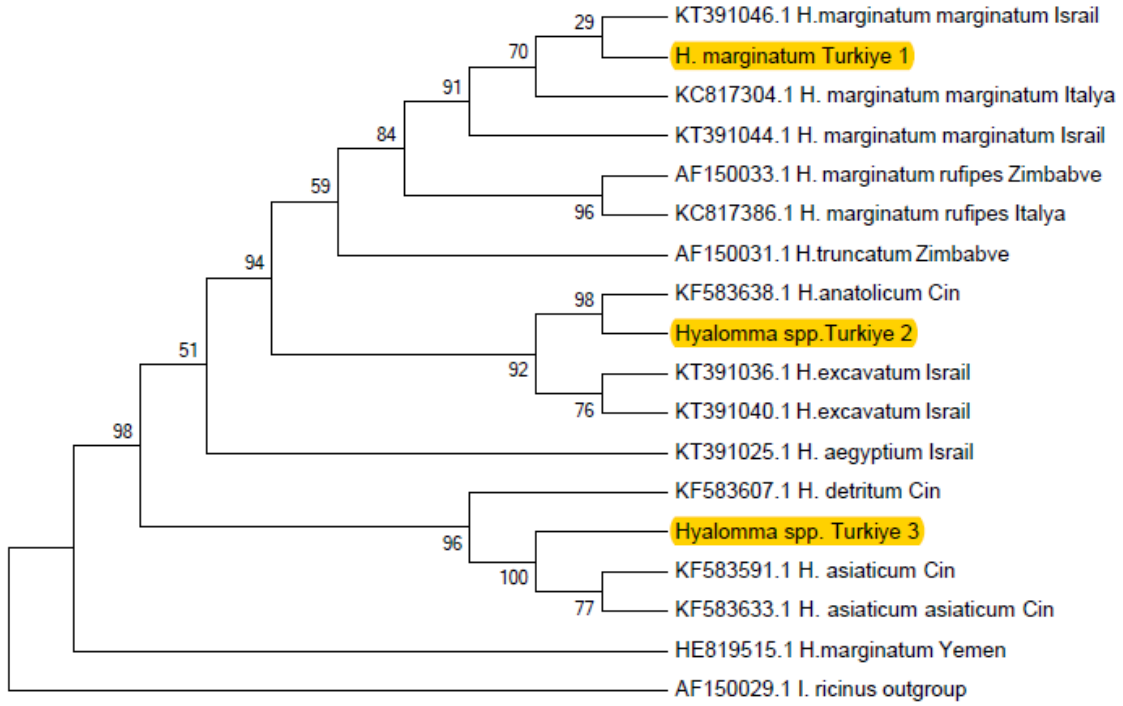 KT391046.1 H.marginatum marginatum Israil
29
H. marginatum Turkiye 1
70
KC817304.1 H. marginatum marginatum Italya
91
KT391044.1 H. marginatum marginatum Israil
84
AF150033.1 H. marginatum rufipes Zimbabve
59
96
KC817386.1 H. marginatum rufipes Italya
AF150031.1 H.truncatum Zimbabve
94
KF583638.1 H.anatolicum Cin
98
Hyalomma spp.Turkiye 2
51
92
KT391036.1 H.excavatum Israil
76
KT391040.1 H.excavatum Israil
98
KT391025.1 H. aegyptium Israil
KF583607.1 H. detritum Cin
Hyalomma spp. Turkiye 3
96
100
KF583591.1 H. asiaticum Cin
77
KF583633.1 H. asiaticum asiaticum Cin
HE819515.1 H.marginatum Yemen
AF150029.1 I. ricinus outgroup